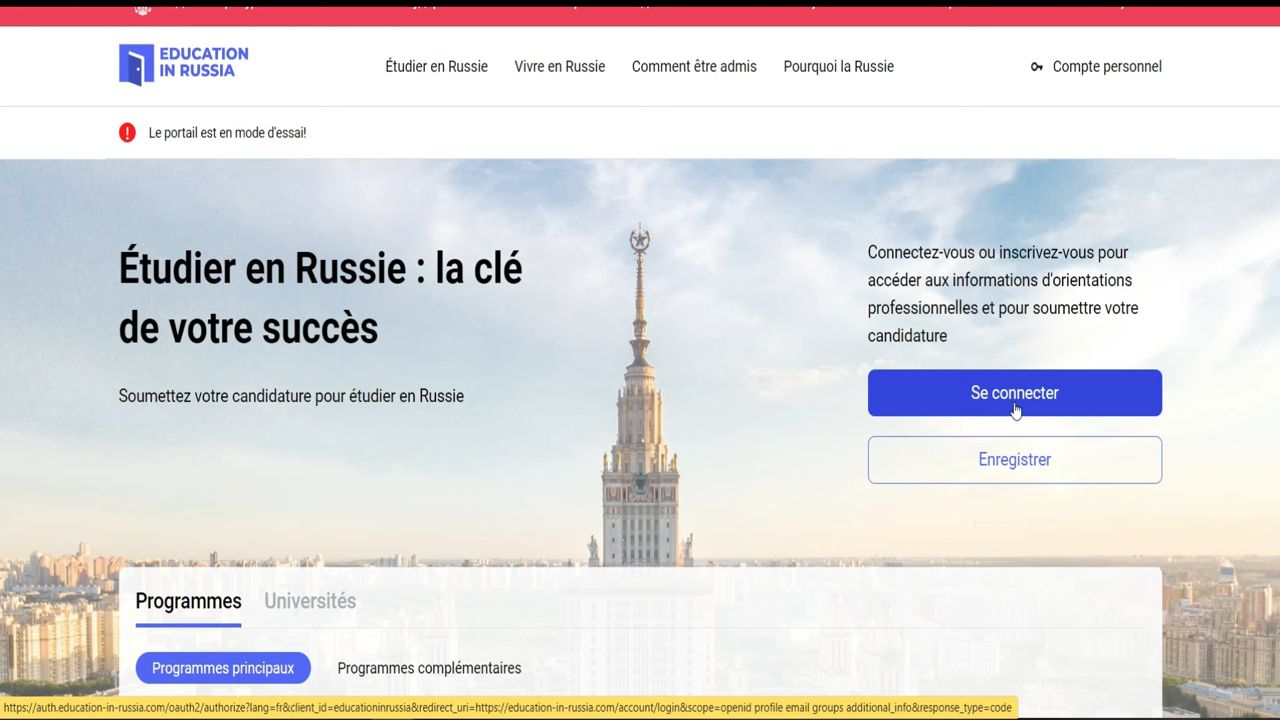 EDUCATION
IN RUSSIA
Étudier en Russie
Vivre en Russie
Comment être admis
Pourquoi la Russie
Compte personnel
Le portail est en mode d'essai!
Étudier en Russie : la clé
de votre succès
Soumettez votre candidature pour étudier en Russie
Connectez-vous ou inscrivez-vous pour
accéder aux informations d'orientations
professionnelles et pour soumettre votre
candidature
Se connecter
Enregistrer
Programmes
Universités
Programmes principaux
Programmes complémentaires
https://auth.education-in-russia.com/oauth2/authorize?lang=fr&client_id=educationinrussia&redirect_uri=https://education-in-russia.com/account/login&scope=openid profile email groups additional_info&response_type=code